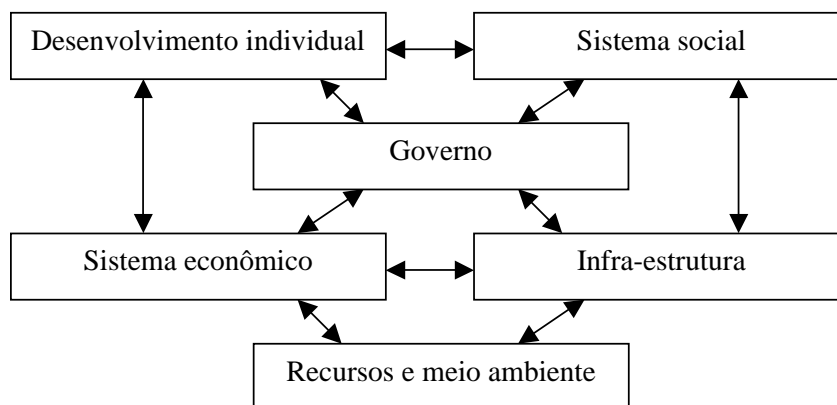 Desenvolvimento individual
Sistema social
Governo
Sistema econômico
Infra-estrutura
Recursos e meio ambiente